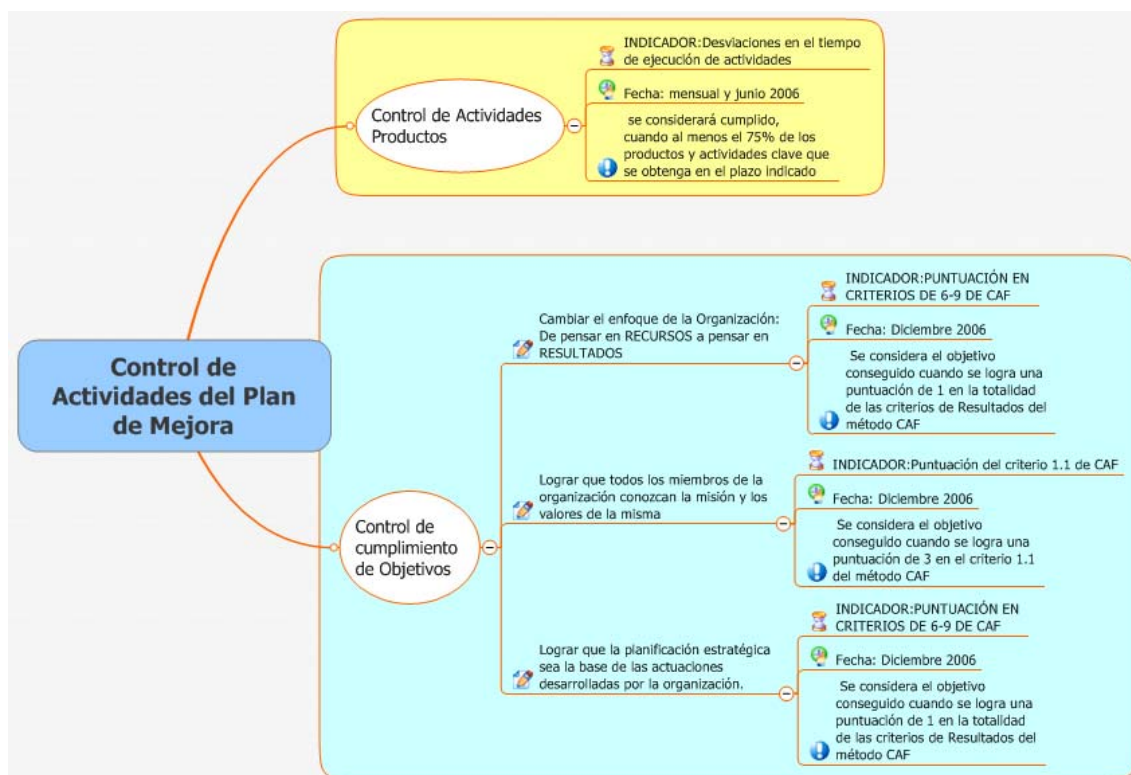 Control de
Actividades del Plan
de Mejora
Control de Actividades
Productos
INDICADOR:Desviaciones en el tiempo
de ejecución de actividades
Fecha: mensual y junio 2006
se considerará cumplido,
cuando al menos el 75% de los
productos y actividades clave que
se obtenga en el plazo indicado
Control de
cumplimiento
de Objetivos
Cambiar el enfoque de la Organización:
De pensar en RECURSOS a pensar en
RESULTADOS
INDICADOR:PUNTUACIÓN EN
CRITERIOS DE 6-9 DE CAF
Fecha: Diciembre 2006
Se considera el objetivo
conseguido cuando se logra una
puntuación de 1 en la totalidad
de las criterios de Resultados del
método CAF
Lograr que todos los miembros de la
organización conozcan la misión y los
valores de la misma
INDICADOR:Puntuación del criterio 1.1 de CAF
Fecha: Diciembre 2006
Se considera el objetivo
conseguido cuando se logra una
puntuación de 3 en el criterio 1.1
del método CAF
Lograr que la planificación estratégica
sea la base de las actuaciones
desarrolladas por la organización.
INDICADOR:PUNTUACIÓN EN
CRITERIOS DE 6-9 DE CAF
Fecha: Diciembre 2006
Se considera el objetivo
conseguido cuando se logra una
puntuación de 1 en la totalidad
de las criterios de Resultados del
método CAF